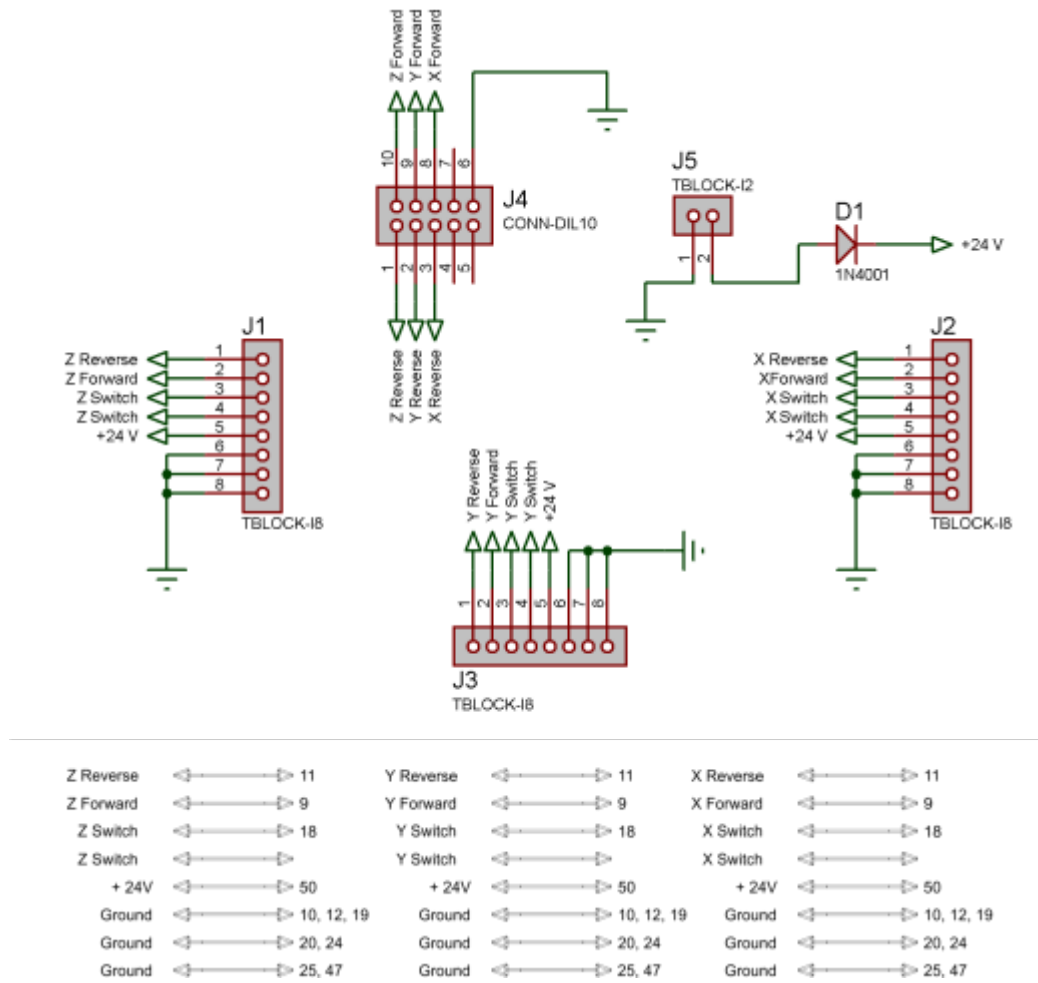 Z Forward
Y Forward
X Forward
10
9
8
7
6
J4
CONN-DIL10
1
2
3
4
5
Z Reverse
Y Reverse
X Reverse
J5
TBLOCK-I2
1
2
D1
1N4001
+24 V
J1
Z Reverse 1
Z Forward 2
Z Switch 3
Z Switch 4
+24 V 5
6
7
8
TBLOCK-I8
J2
X Reverse 1
XForward 2
X Switch 3
X Switch 4
+24 V 5
6
7
8
TBLOCK-I8
Y Reverse
Y Forward
Y Switch
Y Switch
+24 V
1
2
3
4
5
6
7
8
J3
TBLOCK-I8
Z Reverse 11 Y Reverse 11 X Reverse 11
Z Forward 9 Y Forward 9 X Forward 9
Z Switch 18 Y Switch 18 X Switch 18
Z Switch Y Switch X Switch
+ 24V 50 + 24V 50 + 24V 50
Ground 10, 12, 19 Ground 10, 12, 19 Ground 10, 12, 19
Ground 20, 24 Ground 20, 24 Ground 20, 24
Ground 25, 47 Ground 25, 47 Ground 25, 47